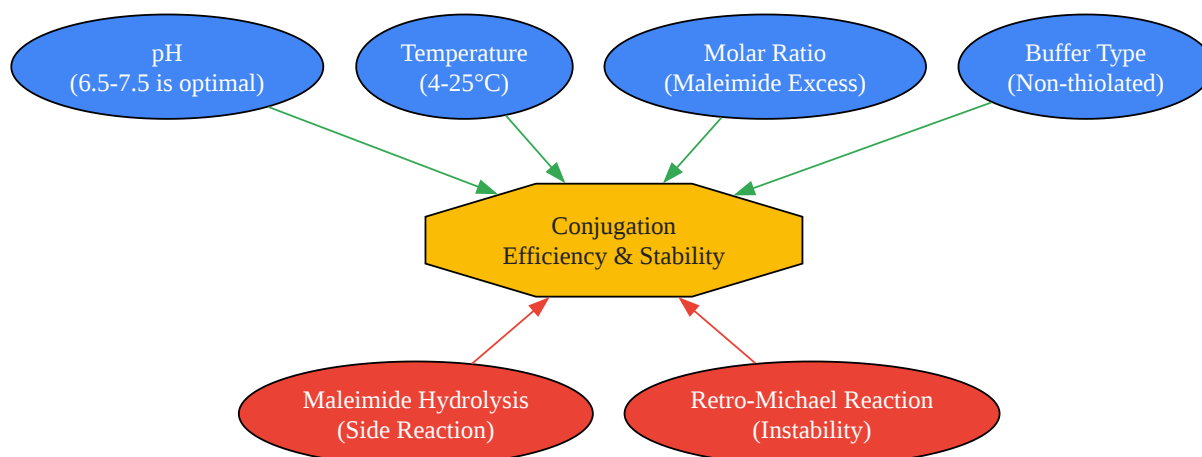 pH
(6.5-7.5 is optimal)
Temperature
(4-25°C)
Molar Ratio
(Maleimide Excess)
Buffer Type
(Non-thiolated)
Conjugation
Efficiency & Stability
Maleimide Hydrolysis
(Side Reaction)
Retro-Michael Reaction
(Instability)